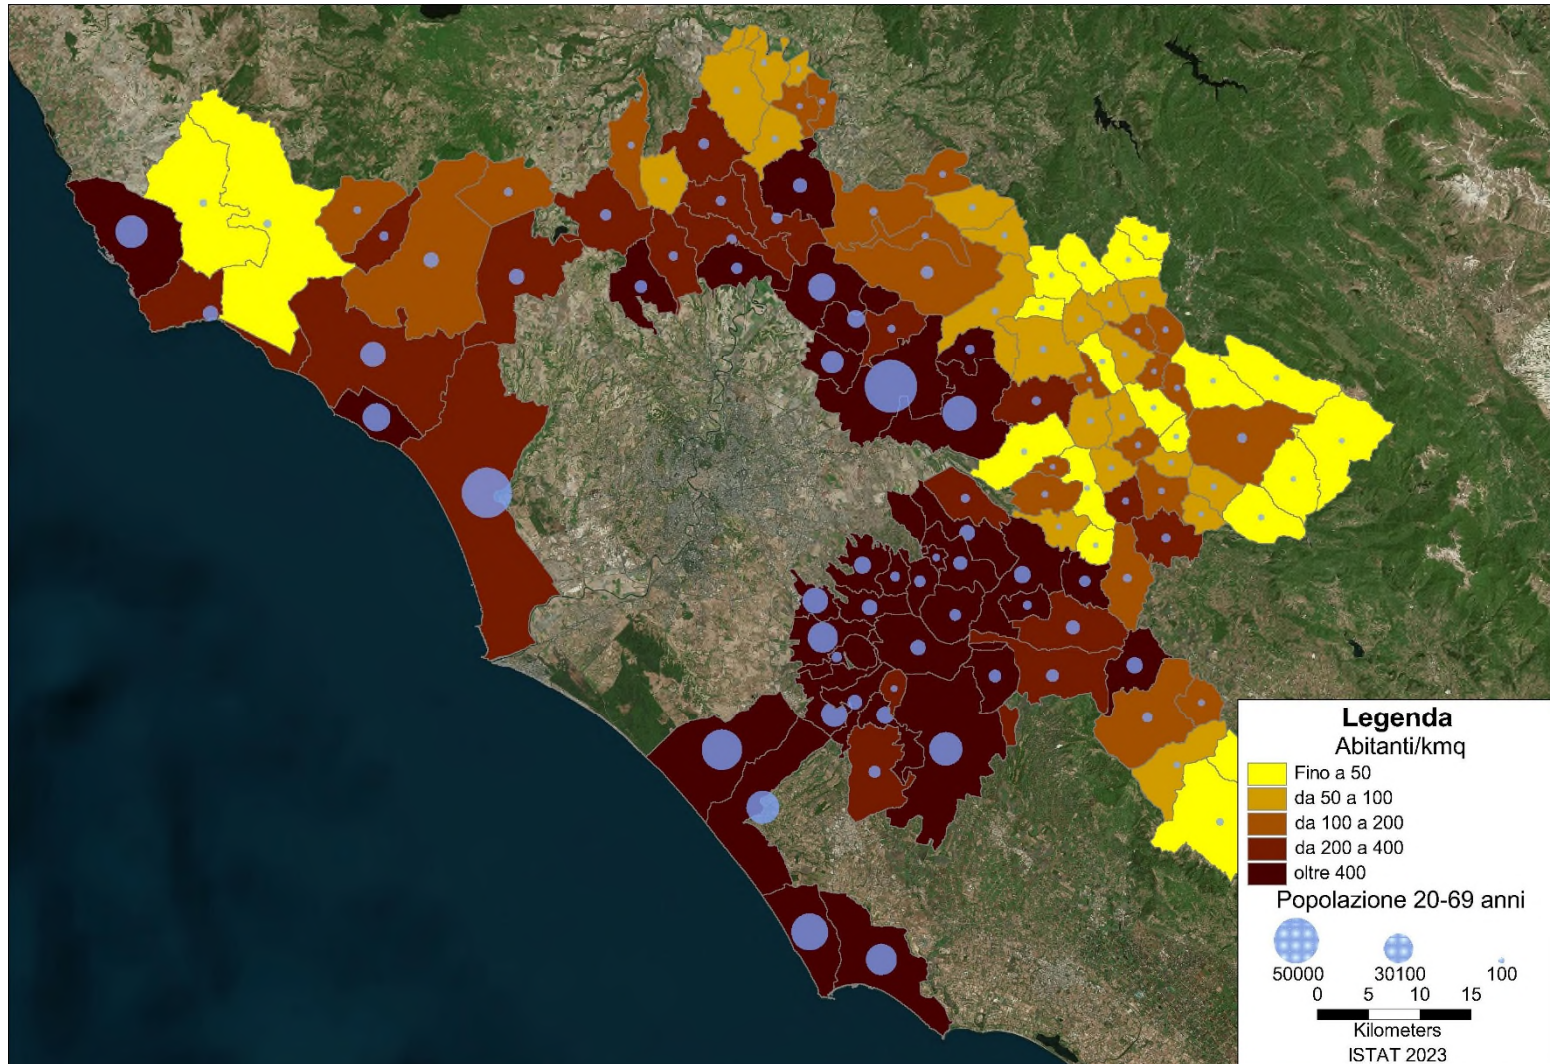 Legenda
Abitanti/kmq
Fino a 50
da 50 a 100
da 100 a 200
da 200 a 400
oltre 400
Popolazione 20-69 anni
50000 30100 100
0 5 10 15
Kilometers
ISTAT 2023